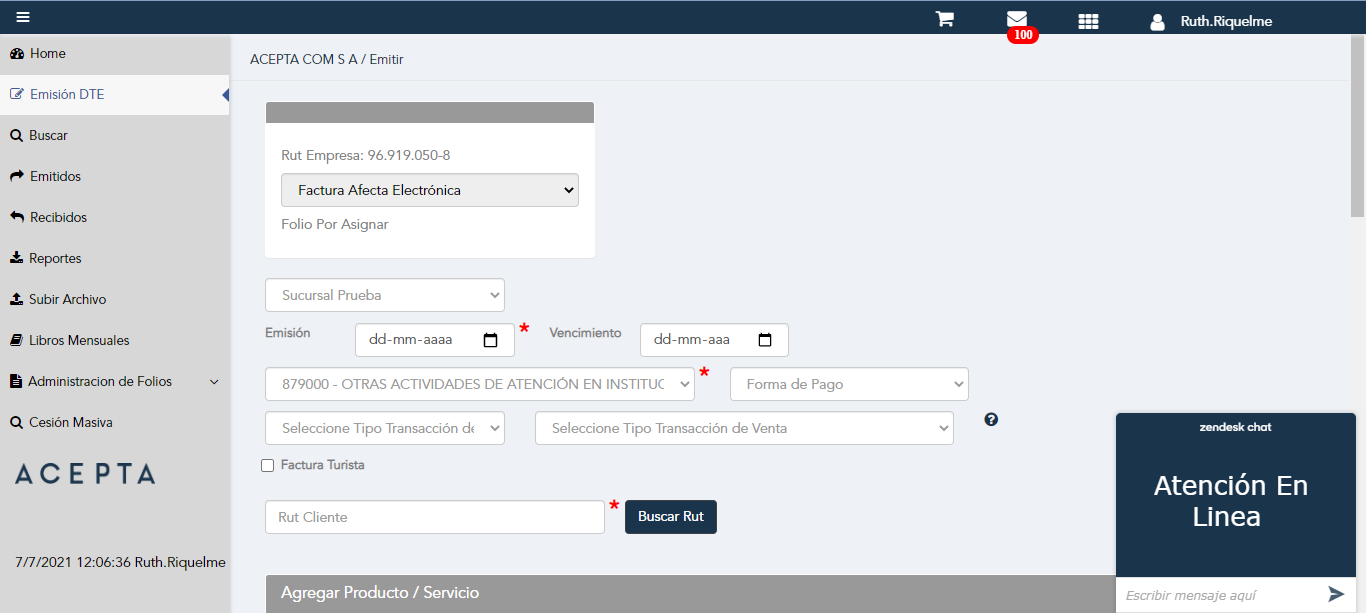 100
Ruth.Riquelme
Home
Emisión DTE
Buscar
Emitidos
Recibidos
Reportes
Subir Archivo
Libros Mensuales
Administracion de Folios
Cesión Masiva
ACEPTA
7/7/2021 12:06:36 Ruth.Riquelme
ACEPTA COM S A / Emitir
Rut Empresa: 96.919.050-8
Factura Afecta Electrónica
Folio Por Asignar
Sucursal Prueba
Emisión dd-mm-aaaa * Vencimiento dd-mm-aaa
879000 - OTRAS ACTIVIDADES DE ATENCIÓN EN INSTITUC * Forma de Pago
Seleccione Tipo Transacción de Seleccione Tipo Transacción de Venta ?
Factura Turista
Rut Cliente * Buscar Rut
Agregar Producto / Servicio
zendesk chat
Atención En
Linea
Escribir mensaje aquí